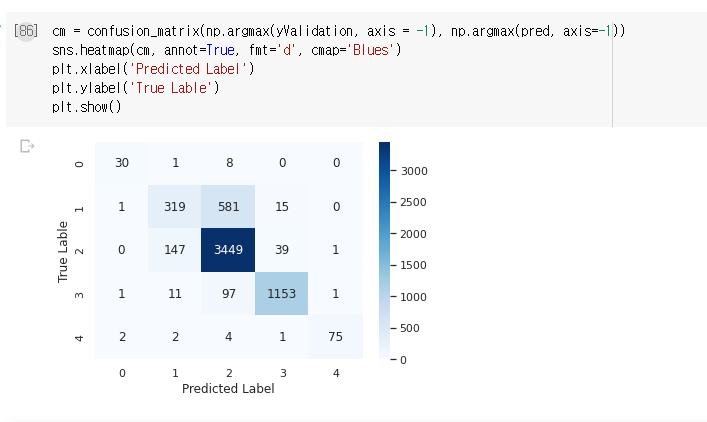 [86]
cm = confusion_matrix(np.argmax(yValidation, axis = -1), np.argmax(pred, axis=-1))
sns.heatmap(cm, annot=True, fmt='d', cmap='Blues')
plt.xlabel('Predicted Label')
plt.ylabel('True Lable')
plt.show()
True Lable
0 30 1 8 0 0
1 1 319 581 15 0
2 0 147 3449 39 1
3 1 11 97 1153 1
4 2 2 4 1 75
0 1 2 3 4
Predicted Label
3000
2500
2000
1500
1000
500
0